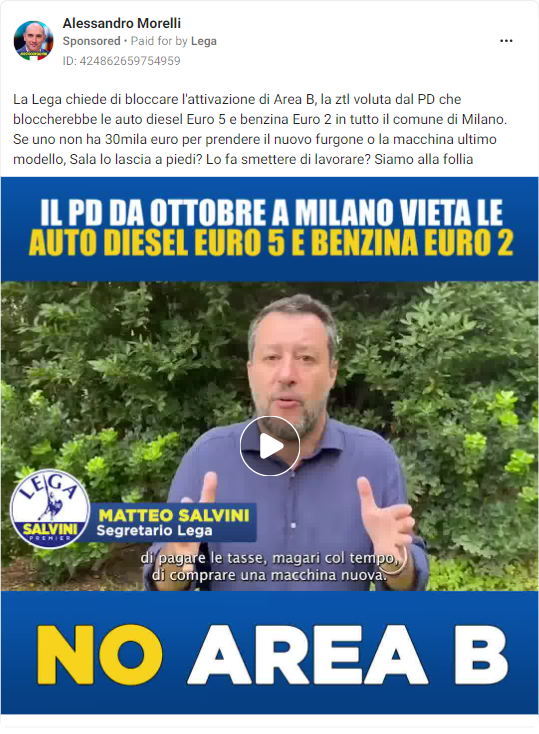 Alessandro Morelli
Sponsored • Paid for by Lega
ID: 424862659754959
La Lega chiede di bloccare l'attivazione di Area B, la ztl voluta dal PD che
bloccherebbe le auto diesel Euro 5 e benzina Euro 2 in tutto il comune di Milano.
Se uno non ha 30mila euro per prendere il nuovo furgone o la macchina ultimo
modello, Sala lo lascia a piedi? Lo fa smettere di lavorare? Siamo alla follia
IL PD DA OTTOBRE A MILANO VIETA LE
AUTO DIESEL EURO 5 E BENZINA EURO 2
LEGA
SALVINI
PREMIER
MATTEO SALVINI
Segretario Lega
di pagare le tasse, magari col tempo,
di comprare una macchina nuova.
NO AREA B